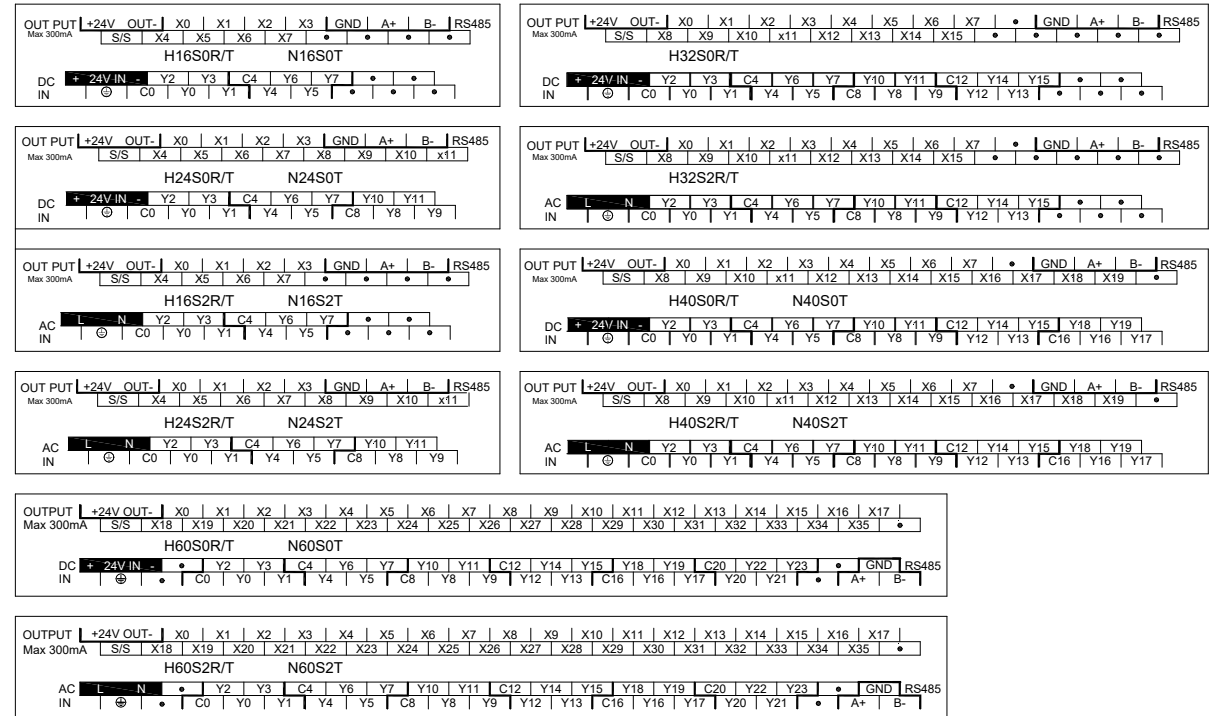 OUT PUT +24V OUT- X0 X1 X2 X3 GND A+ B- RS485
Max 300mA S/S X4 X5 X6 X7
H16S0R/T N16S0T
DC + 24V IN - Y2 Y3 C4 Y6 Y7
IN C0 Y0 Y1 Y4 Y5
OUT PUT +24V OUT- X0 X1 X2 X3 GND A+ B- RS485
Max 300mA S/S X4 X5 X6 X7 X8 X9 X10 x11
H24S0R/T N24S0T
DC + 24V IN - Y2 Y3 C4 Y6 Y7 Y10 Y11
IN C0 Y0 Y1 Y4 Y5 C8 Y8 Y9
OUT PUT +24V OUT- X0 X1 X2 X3 GND A+ B- RS485
Max 300mA S/S X4 X5 X6 X7
H16S2R/T N16S2T
AC L N Y2 Y3 C4 Y6 Y7
IN C0 Y0 Y1 Y4 Y5
OUT PUT +24V OUT- X0 X1 X2 X3 GND A+ B- RS485
Max 300mA S/S X4 X5 X6 X7 X8 X9 X10 x11
H24S2R/T N24S2T
AC L N Y2 Y3 C4 Y6 Y7 Y10 Y11
IN C0 Y0 Y1 Y4 Y5 C8 Y8 Y9
OUT PUT +24V OUT- X0 X1 X2 X3 X4 X5 X6 X7 GND A+ B- RS485
Max 300mA S/S X8 X9 X10 x11 X12 X13 X14 X15
H32S0R/T
DC + 24V IN - Y2 Y3 C4 Y6 Y7 Y10 Y11 C12 Y14 Y15
IN C0 Y0 Y1 Y4 Y5 C8 Y8 Y9 Y12 Y13
OUT PUT +24V OUT- X0 X1 X2 X3 X4 X5 X6 X7 GND A+ B- RS485
Max 300mA S/S X8 X9 X10 x11 X12 X13 X14 X15
H32S2R/T
AC L N Y2 Y3 C4 Y6 Y7 Y10 Y11 C12 Y14 Y15
IN C0 Y0 Y1 Y4 Y5 C8 Y8 Y9 Y12 Y13
OUT PUT +24V OUT- X0 X1 X2 X3 X4 X5 X6 X7 GND A+ B- RS485
Max 300mA S/S X8 X9 X10 x11 X12 X13 X14 X15 X16 X17 X18 X19
H40S0R/T N40S0T
DC + 24V IN - Y2 Y3 C4 Y6 Y7 Y10 Y11 C12 Y14 Y15 Y18 Y19
IN C0 Y0 Y1 Y4 Y5 C8 Y8 Y9 Y12 Y13 C16 Y16 Y17
OUT PUT +24V OUT- X0 X1 X2 X3 X4 X5 X6 X7 GND A+ B- RS485
Max 300mA S/S X8 X9 X10 x11 X12 X13 X14 X15 X16 X17 X18 X19
H40S2R/T N40S2T
AC L N Y2 Y3 C4 Y6 Y7 Y10 Y11 C12 Y14 Y15 Y18 Y19
IN C0 Y0 Y1 Y4 Y5 C8 Y8 Y9 Y12 Y13 C16 Y16 Y17
OUTPUT +24V OUT- X0 X1 X2 X3 X4 X5 X6 X7 X8 X9 X10 X11 X12 X13 X14 X15 X16 X17
Max 300mA S/S X18 X19 X20 X21 X22 X23 X24 X25 X26 X27 X28 X29 X30 X31 X32 X33 X34 X35
H60S0R/T N60S0T
DC + 24V IN - Y2 Y3 C4 Y6 Y7 Y10 Y11 C12 Y14 Y15 Y18 Y19 C20 Y22 Y23 GND RS485
IN C0 Y0 Y1 Y4 Y5 C8 Y8 Y9 Y12 Y13 C16 Y16 Y17 Y20 Y21 A+ B-
OUTPUT +24V OUT- X0 X1 X2 X3 X4 X5 X6 X7 X8 X9 X10 X11 X12 X13 X14 X15 X16 X17
Max 300mA S/S X18 X19 X20 X21 X22 X23 X24 X25 X26 X27 X28 X29 X30 X31 X32 X33 X34 X35
H60S2R/T N60S2T
AC L N Y2 Y3 C4 Y6 Y7 Y10 Y11 C12 Y14 Y15 Y18 Y19 C20 Y22 Y23 GND RS485
IN C0 Y0 Y1 Y4 Y5 C8 Y8 Y9 Y12 Y13 C16 Y16 Y17 Y20 Y21 A+ B-